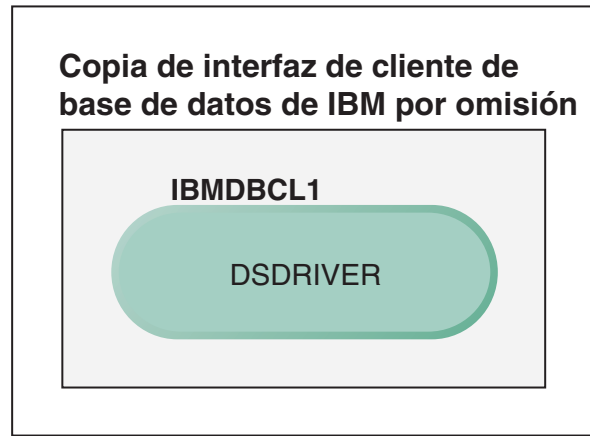 Copia de interfaz de cliente de
base de datos de IBM por omisión
IBMDBCL1
DSDRIVER